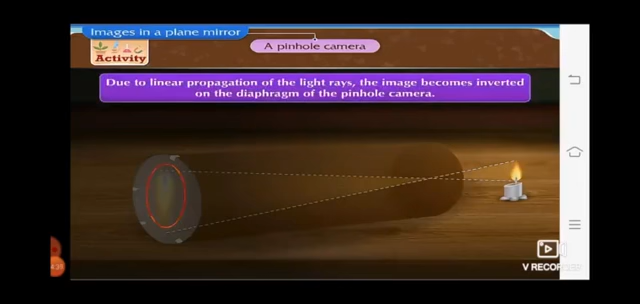 Images in a plane mirror
A pinhole camera
Activity
Due to linear propagation of the light rays, the image becomes inverted
on the diaphragm of the pinhole camera.
V RECORDER